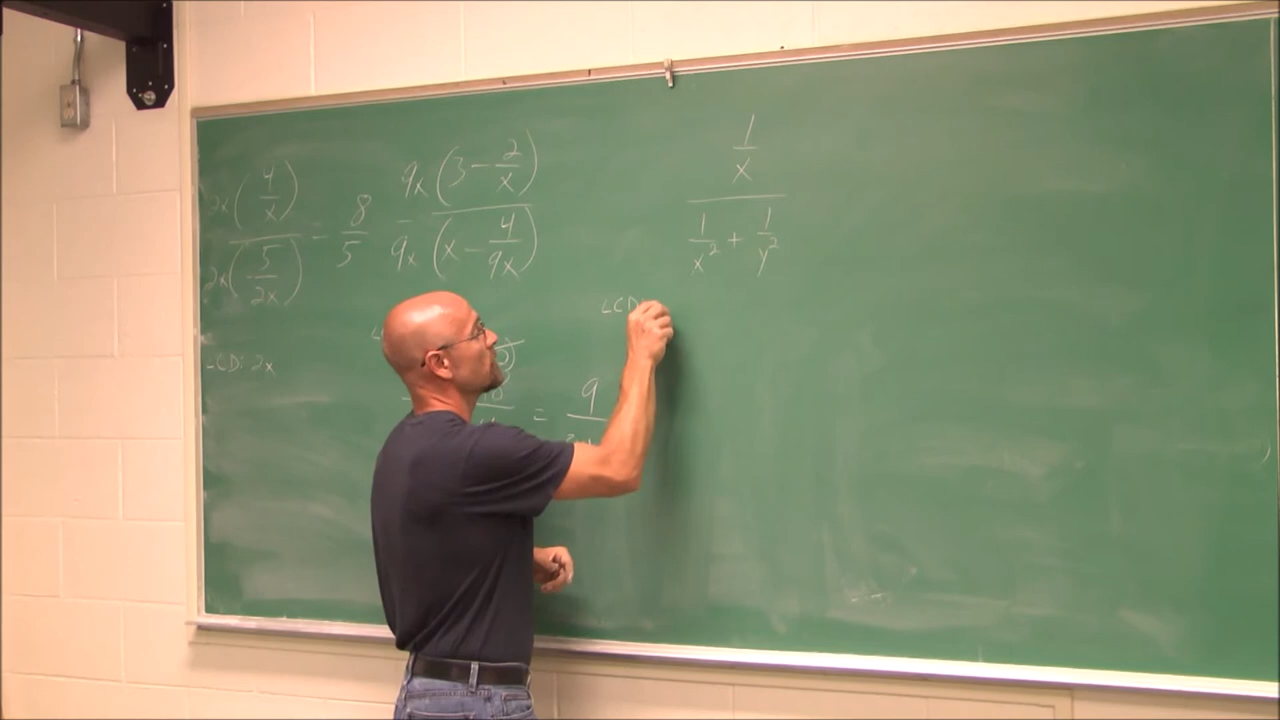 2x(4/x) / 2x(5/2x) = 8/5
LCD: 2x
9x(3 - 2/x) / 9x(x - 4/9x)
= 9
(1/x) / (1/x² + 1/y²)
LCD